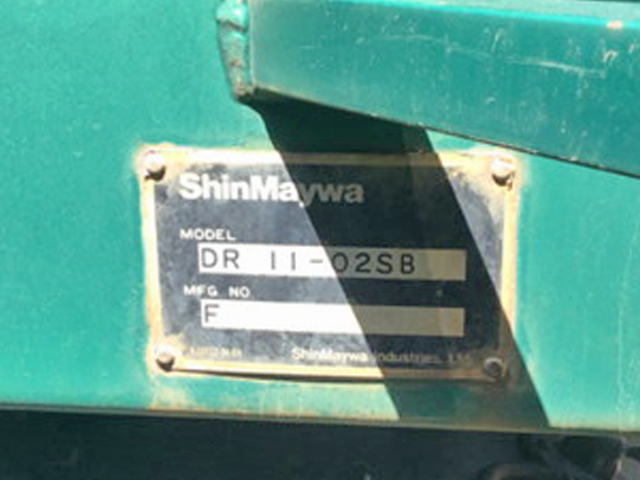 ShinMaywa
MODEL
DR 11-02SB
MFG NO
F
ShinMaywa Industries, Ltd.